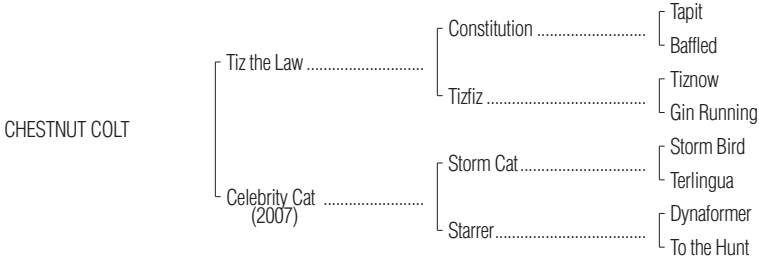 Tapit
Constitution ..........................
Baffled
Tiz the Law ............................
Tiznow
Tizfiz ......................................
Gin Running
CHESTNUT COLT
Storm Bird
Storm Cat..............................
Terlingua
Celebrity Cat ........................
(2007)
Dynaformer
Starrer....................................
To the Hunt